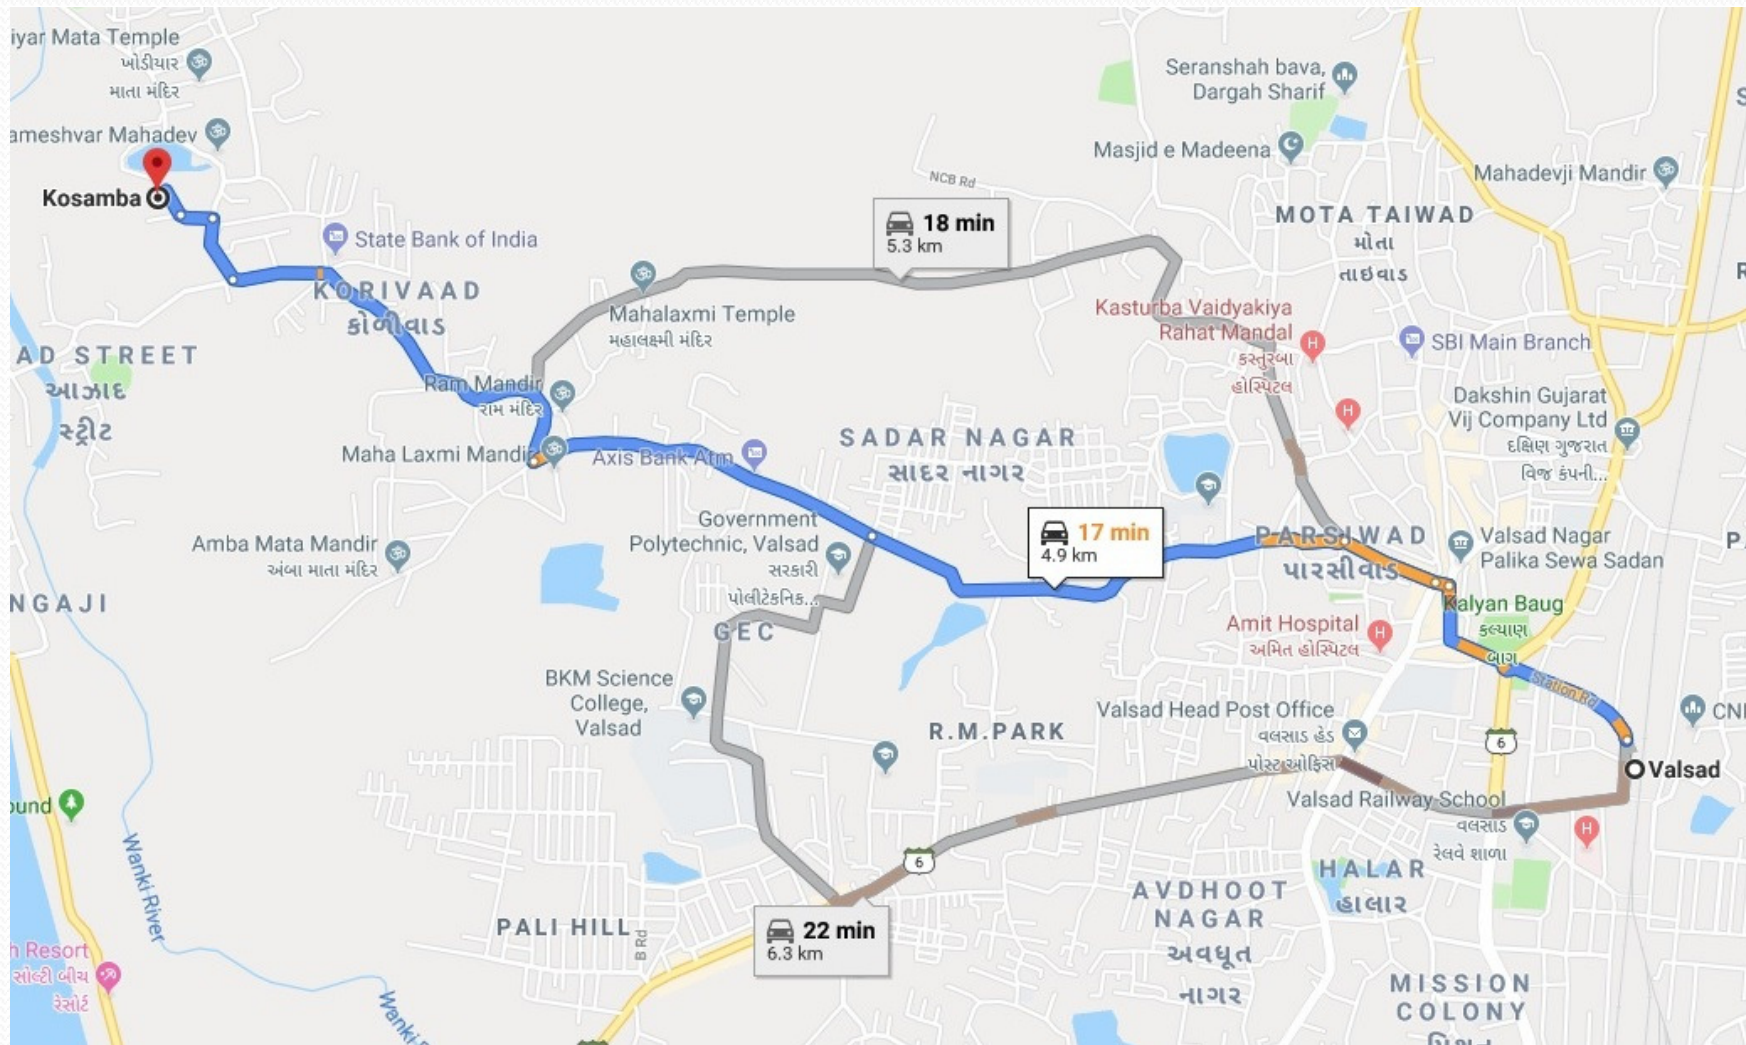 iyar Mata Temple
ખોડીયાર
માતા મંદિર
ameshvar Mahadev
Kosamba
State Bank of India
KORIVAAD
કોળીવાડ
AD STREET
આઝાદ
સ્ટ્રીટ
NCB Rd
18 min
5.3 km
Seranshah bava,
Dargah Sharif
Masjid e Madeena
Mahadevji Mandir
MOTA TAIWAD
મોતા
તાઇવાડ
Mahalaxmi Temple
મહાલક્ષ્મી મંદિર
Kasturba Vaidyakiya
Rahat Mandal
કસ્તુરબા
હોસ્પિટલ
H
SBI Main Branch
Ram Mandir
રામ મંદિર
H
Dakshin Gujarat
Vij Company Ltd
દક્ષિણ ગુજરાત
વિજ કંપની...
Maha Laxmi Mandir
Axis Bank Atm
SADAR NAGAR
સાદર નાગર
Government
Polytechnic, Valsad
સરકારી
પોલીટેકનિક...
17 min
4.9 km
PARSIWAD
પારસીવાડ
Valsad Nagar
Palika Sewa Sadan
Amba Mata Mandir
અંબા માતા મંદિર
NGAJI
GEC
Kalyan Baug
કલ્યાણ
બાગ
Amit Hospital
અમિત હોસ્પિટલ
H
BKM Science
College,
Valsad
Station Rd
R.M.PARK
Valsad Head Post Office
વલસાડ હેડ
પોસ્ટ ઓફિસ
6
CN
Valsad
Valsad Railway School
વલસાડ
રેલવે શાળા
H
ound
Wanki River
6
HALAR
હાલાર
AVDHOOT
NAGAR
અવધૂત
નાગર
PALI HILL
B Rd
22 min
6.3 km
h Resort
સોલ્ટી બીચ
રેસોર્ટ
Wanki
MISSION
COLONY